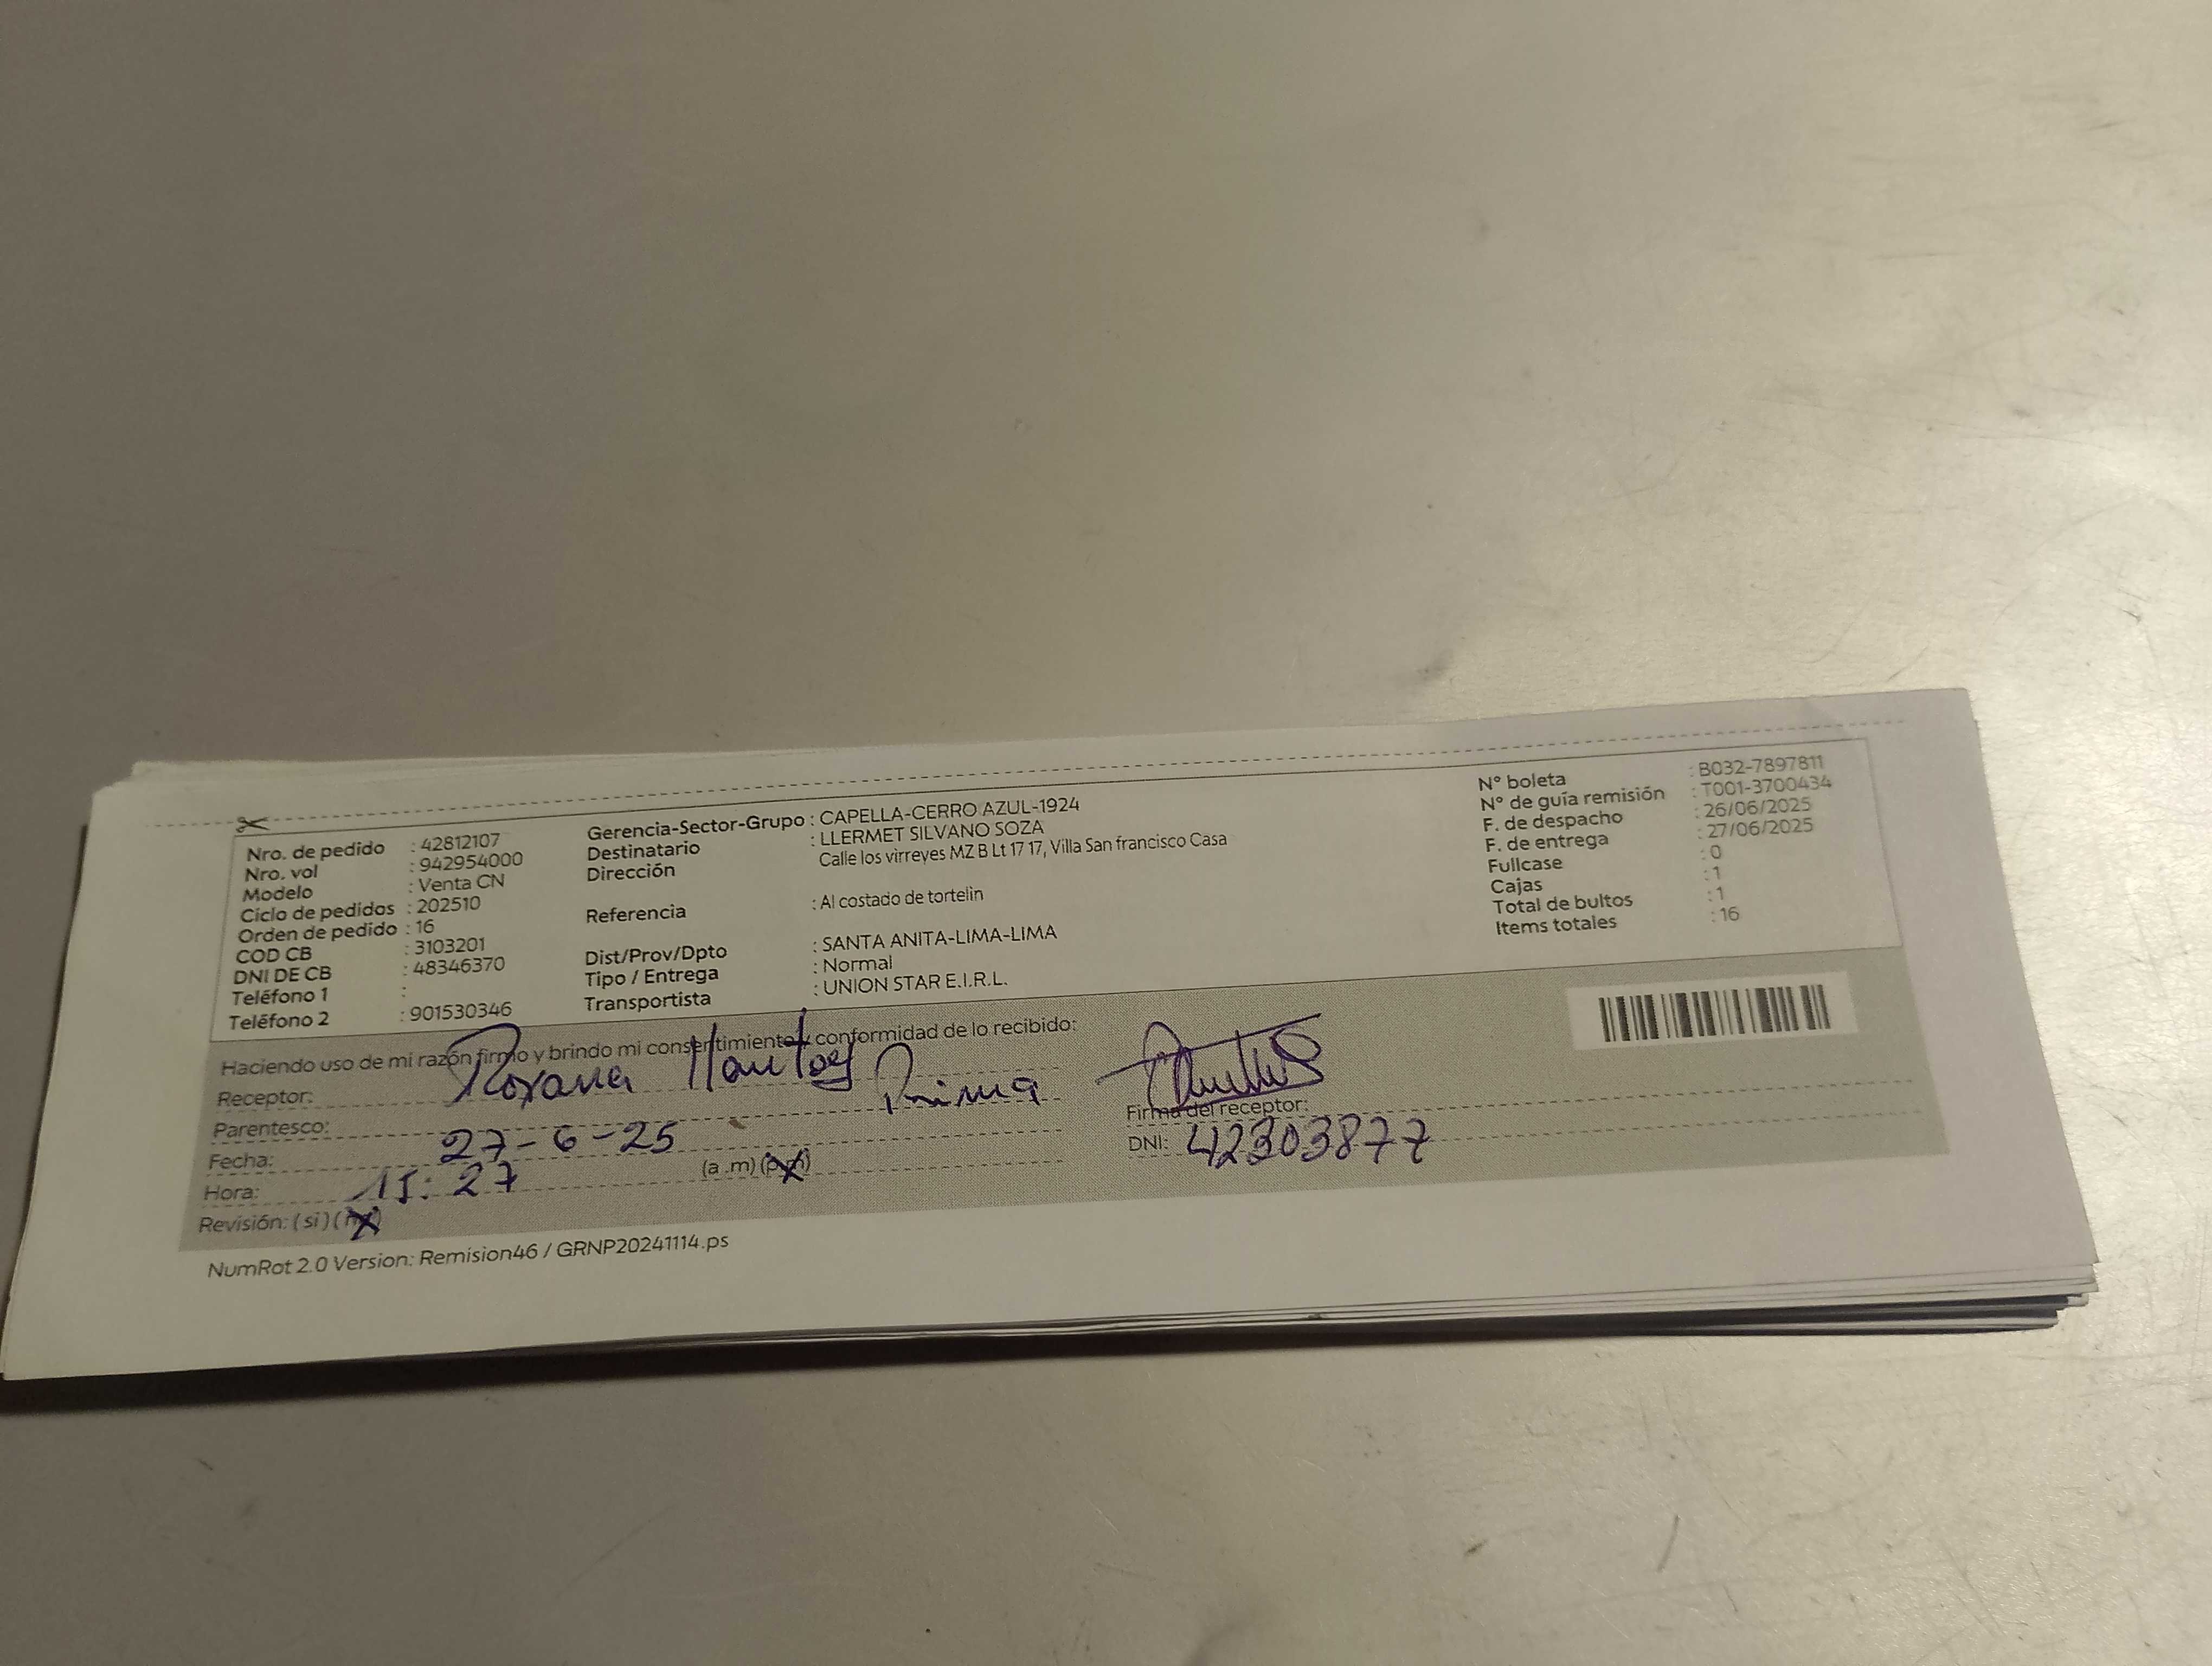 Nro. de pedido : 42812107
Nro. vol : 942954000
Modelo : Venta CN
Ciclo de pedidos : 202510
Orden de pedido : 16
COD CB : 3103201
DNI DE CB : 48346370
Teléfono 1 :
Teléfono 2 : 901530346
Gerencia-Sector-Grupo : CAPELLA-CERRO AZUL-1924
Destinatario : LLERMET SILVANO SOZA
Dirección Calle los virreyes MZ B Lt 17 17, Villa San francisco Casa
Referencia : Al costado de tortelin
Dist/Prov/Dpto : SANTA ANITA-LIMA-LIMA
Tipo / Entrega : Normal
Transportista : UNION STAR E.I.R.L.
N° boleta : B032-7897811
N° de guía remisión : T001-3700434
F. de despacho : 26/06/2025
F. de entrega : 27/06/2025
Fullcase : 0
Cajas : 1
Total de bultos : 1
Items totales : 16
Haciendo uso de mi razón firmo y brindo mi consentimiento y conformidad de lo recibido:
Receptor: Roxana
Parentesco: Prima
Firma del receptor:
Fecha: 27-6-25
DNI: 42303877
Hora: 15:27 (a.m) (p.m)
Revisión: (si) (no)
NumRot 2.0 Version: Remision46 / GRNP20241114.ps